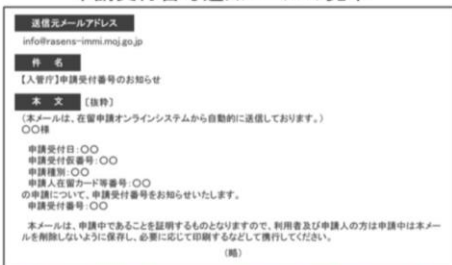 送信元メールアドレス
info@rasens-immi.moj.go.jp
件　名
【入管庁】申請受付番号のお知らせ
本　文　〔抜粋〕
（本メールは、在留申請オンラインシステムから自動的に送信しております。）
〇〇様
申請受付日：〇〇
申請受付仮番号：〇〇
申請種別：〇〇
申請人在留カード等番号：〇〇
の申請について、申請受付番号をお知らせいたします。
申請受付番号：〇〇
本メールは、申請中であることを証明するものとなりますので、利用者及び申請人の方は申請中は本メー
ルを削除しないように保存し、必要に応じて印刷するなどして携行してください。
（略）